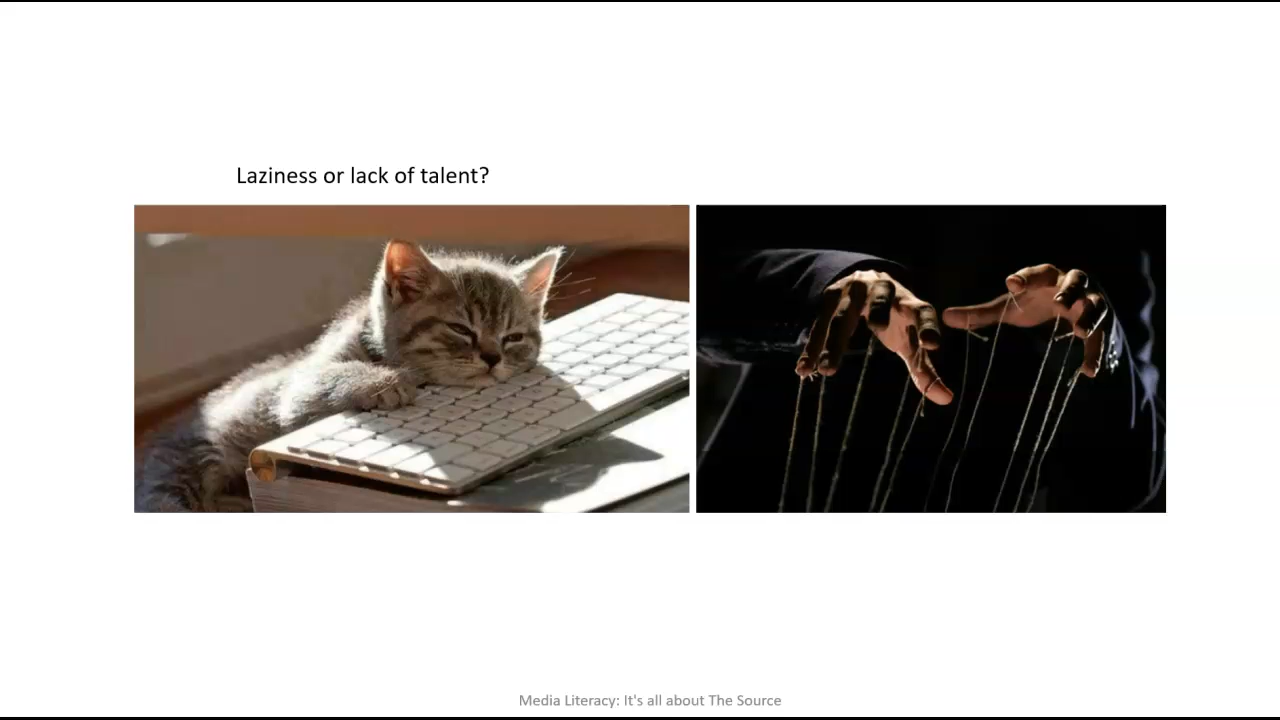 Laziness or lack of talent?
Media Literacy: It's all about The Source